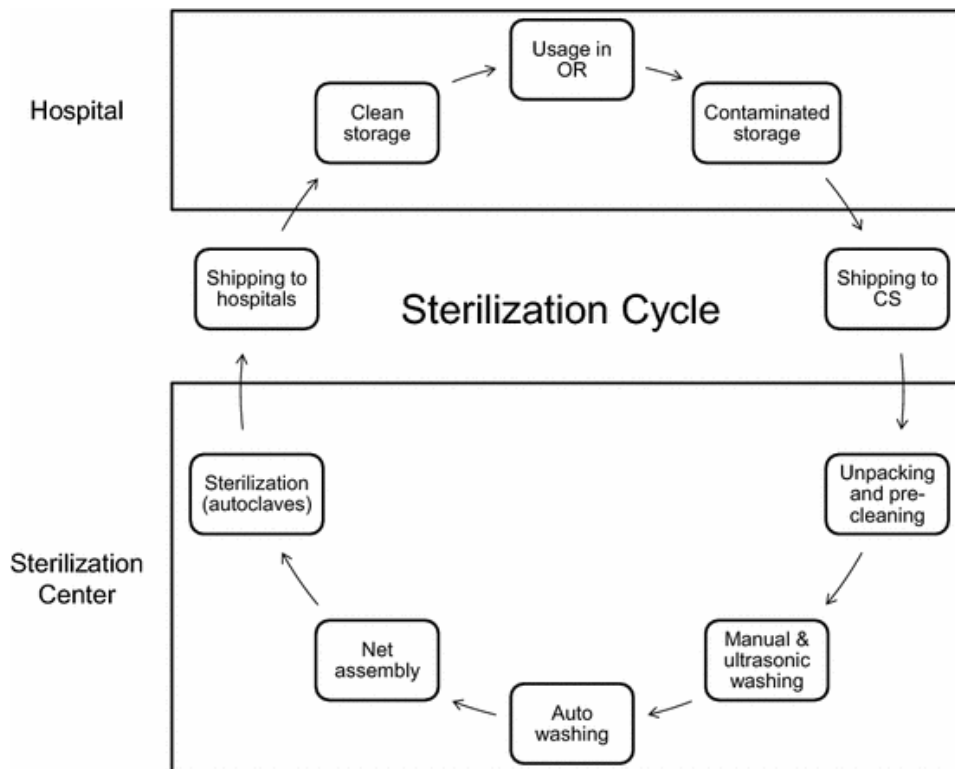 Usage in
OR
Hospital
Clean
storage
Contaminated
storage
Shipping to
hospitals
Sterilization Cycle
Shipping to
CS
Sterilization
(autoclaves)
Unpacking
and pre-
cleaning
Sterilization
Center
Net
assembly
Manual &
ultrasonic
washing
Auto
washing